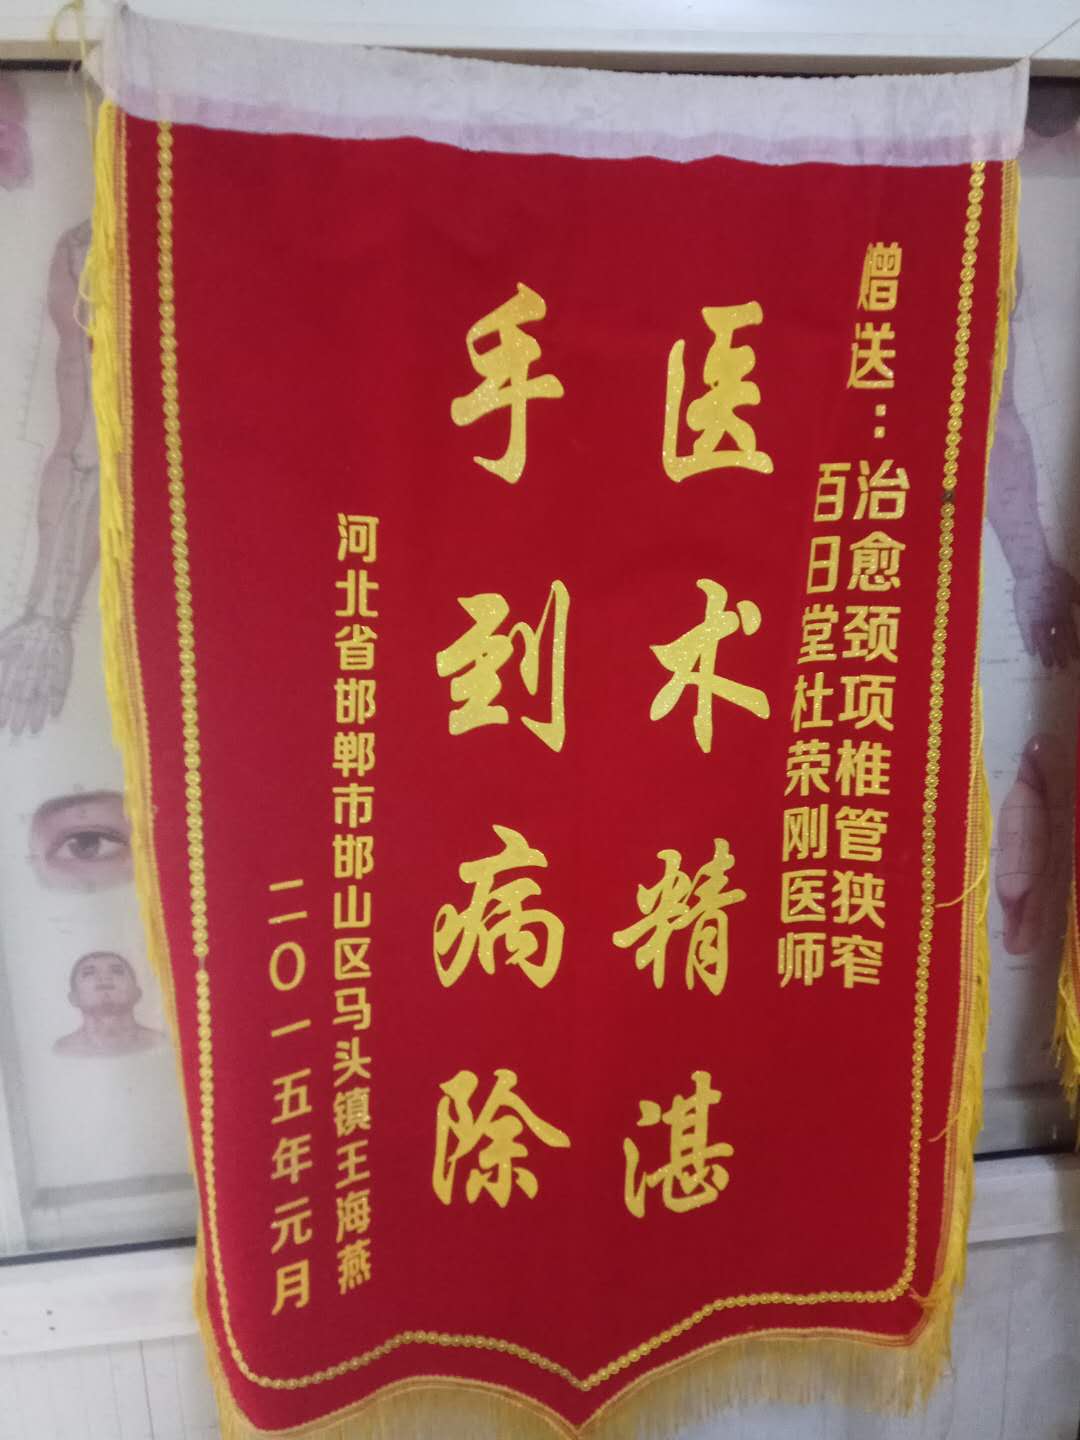 赠送：治愈颈项椎管狭窄
百日堂杜荣刚医师
医术精湛
手到病除
河北省邯郸市邯山区马头镇王海燕
二〇一五年元月